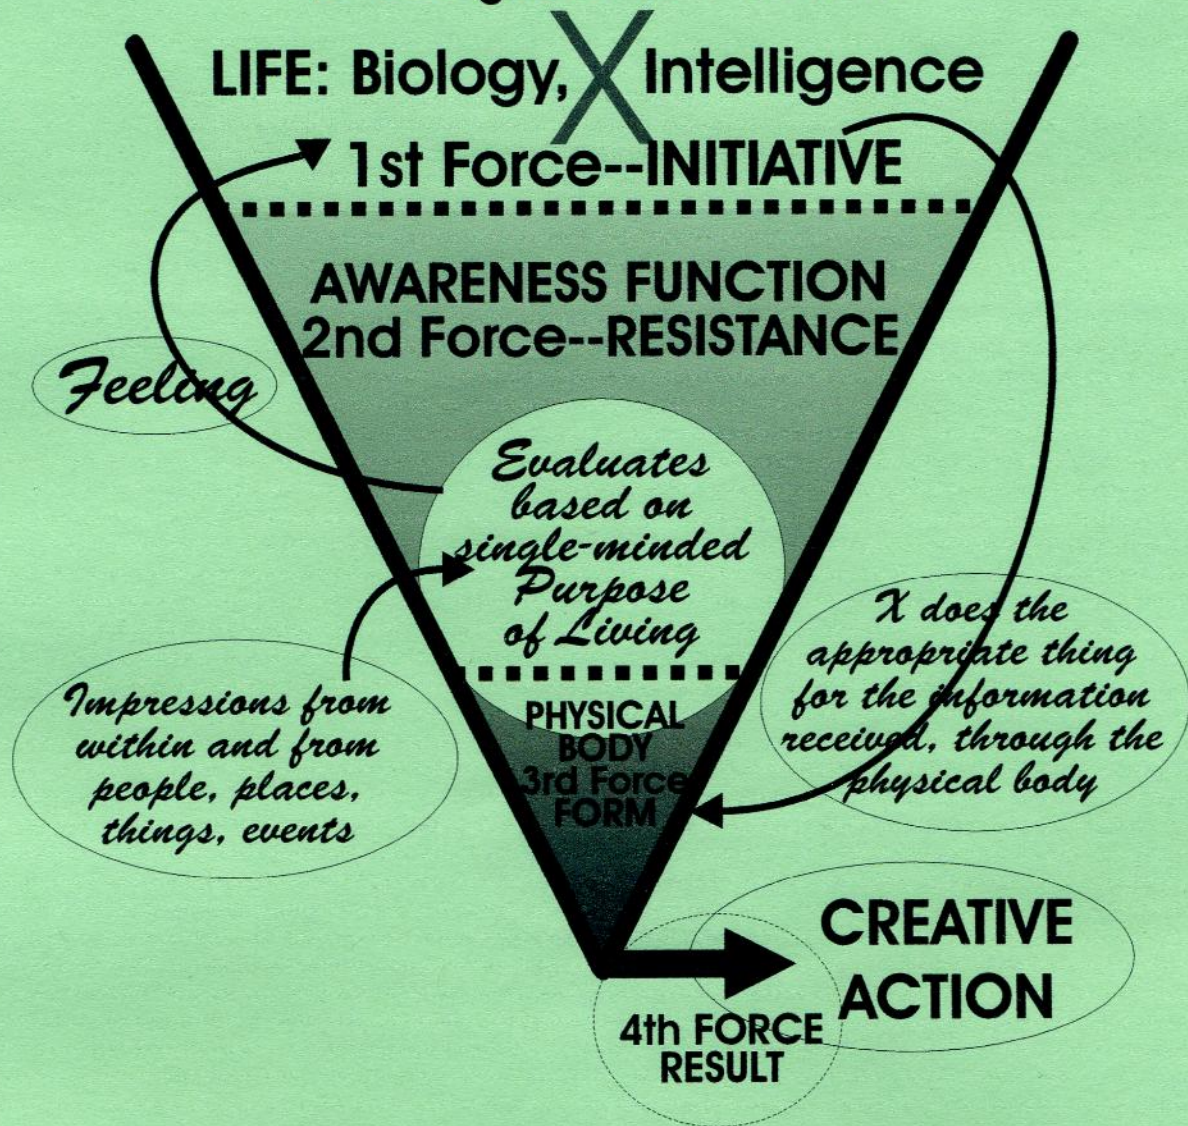 LIFE: Biology, X Intelligence
1st Force--INITIATIVE
AWARENESS FUNCTION
2nd Force--RESISTANCE
Feeling
Evaluates
based on
single-minded
Purpose
of Living
X does the
appropriate thing
for the information
received, through the
physical body
Impressions from
within and from
people, places,
things, events
PHYSICAL
BODY
3rd Force
FORM
CREATIVE
ACTION
4th FORCE
RESULT